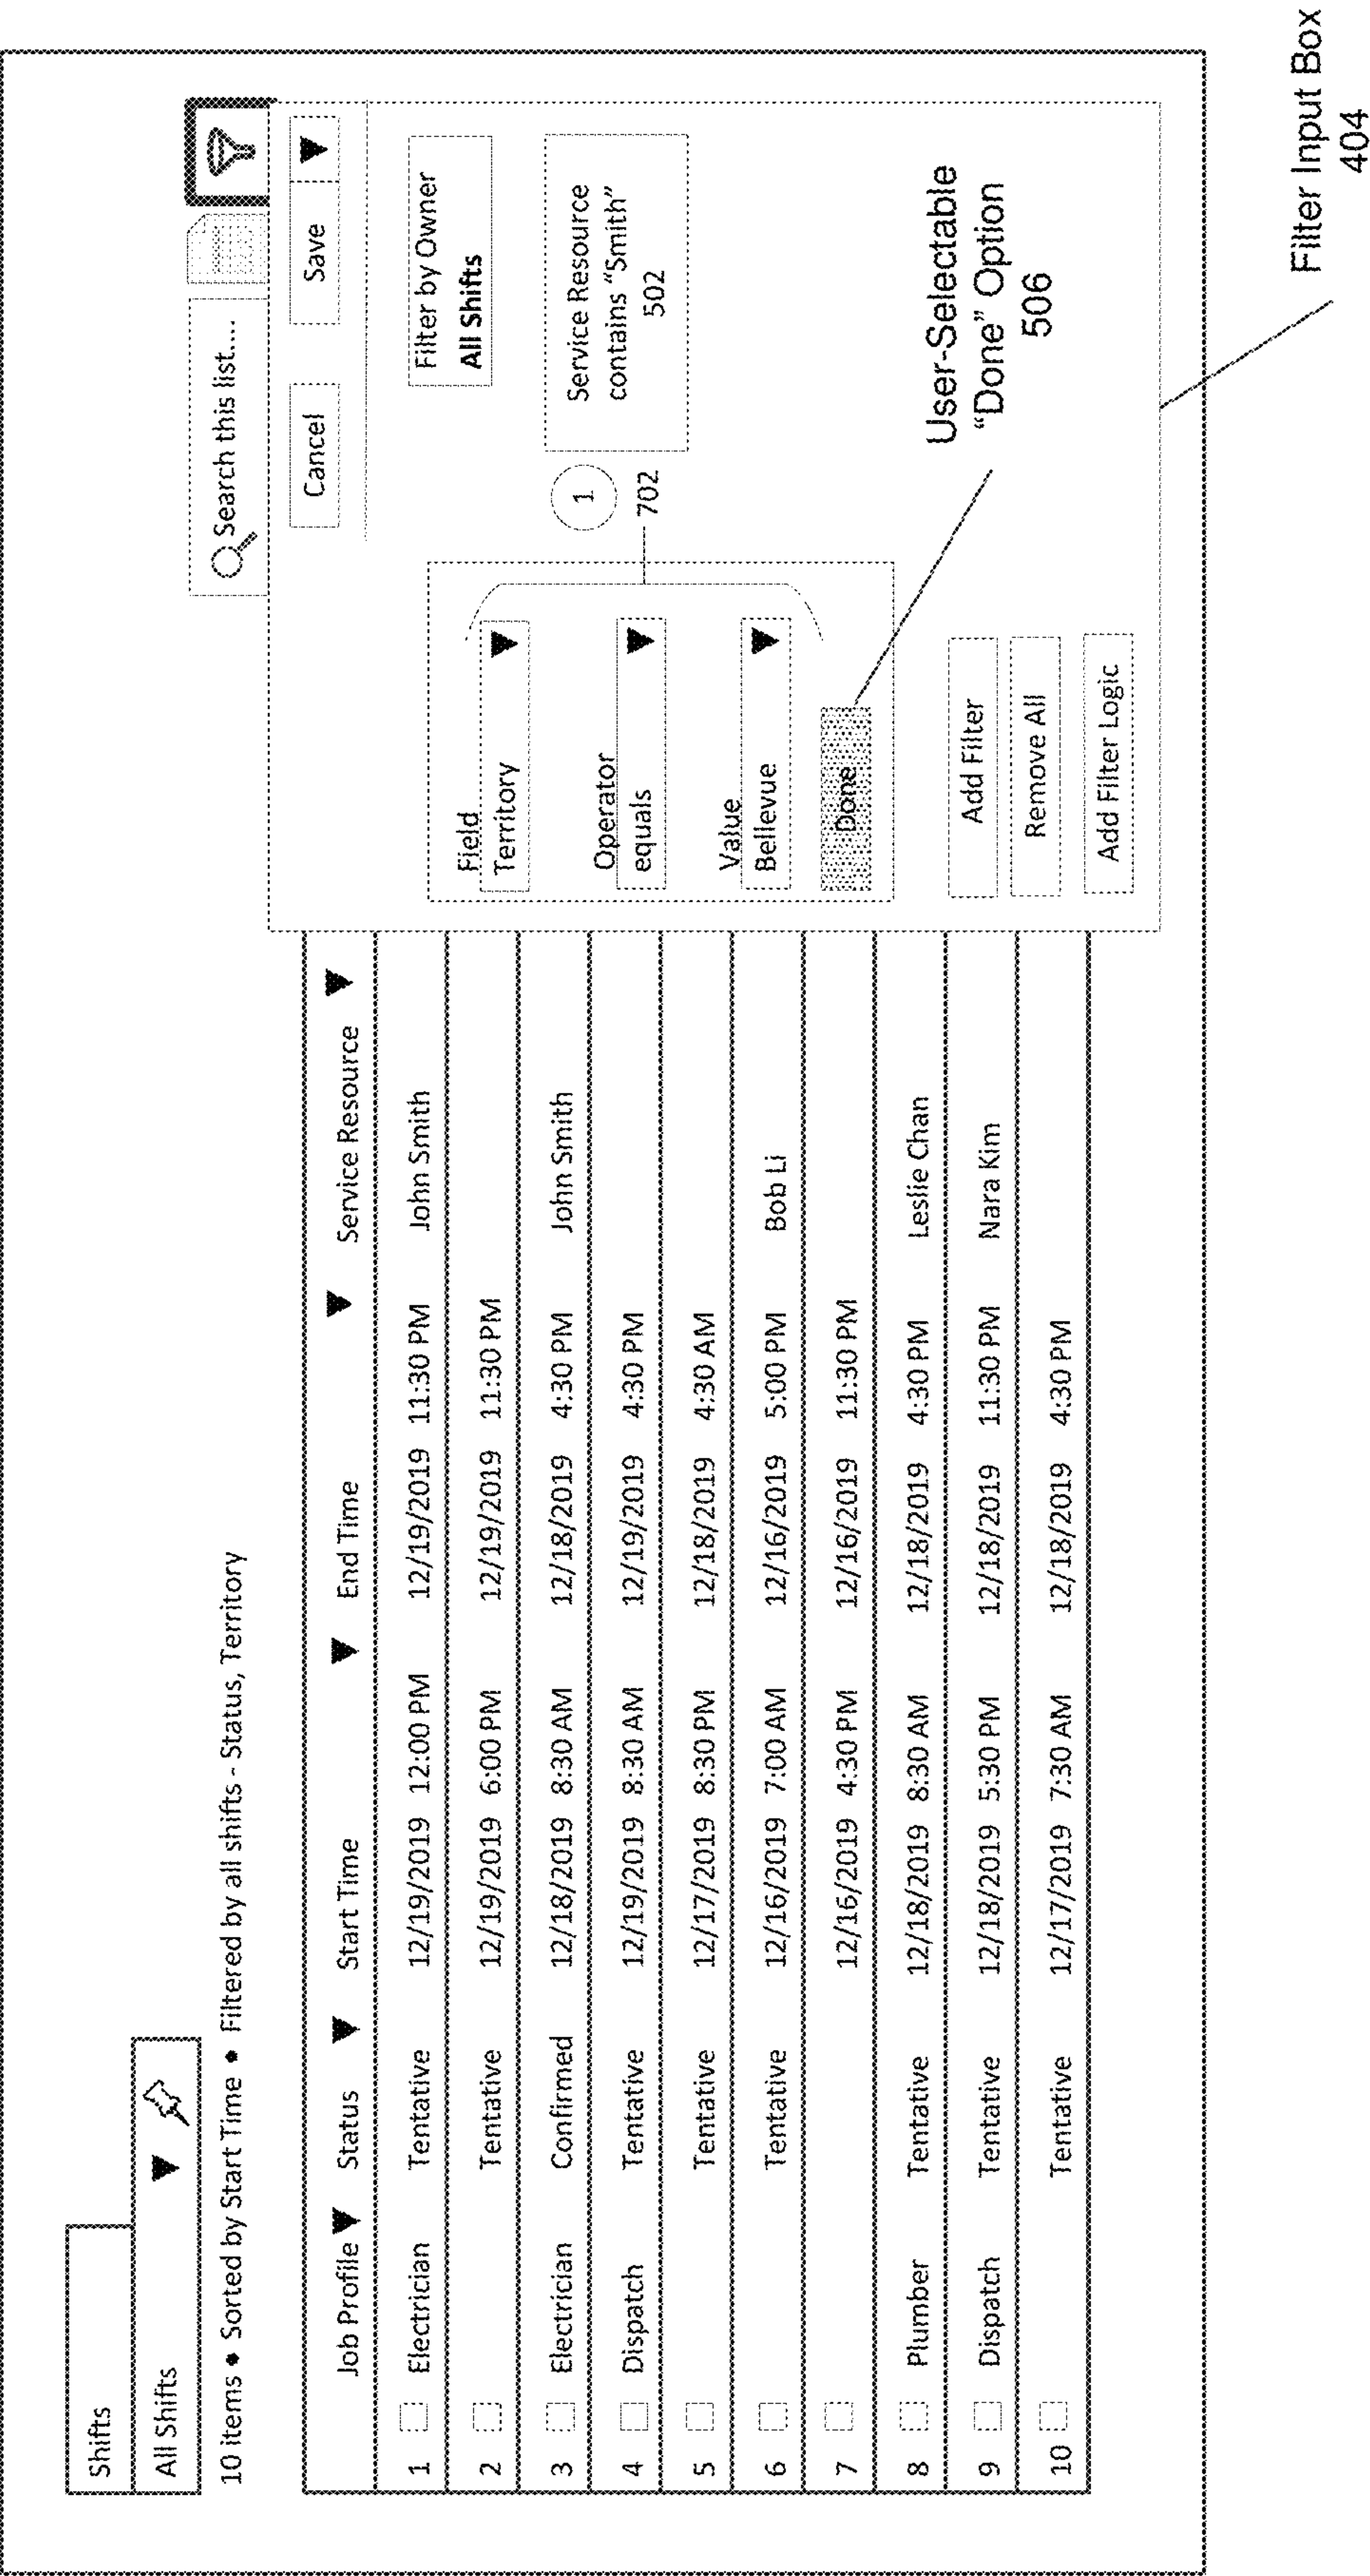 Shifts
All Shifts
10 items • Sorted by Start Time • Filtered by all shifts - Status, Territory
Search this list...
Job Profile Status Start Time End Time Service Resource
1 Electrician Tentative 12/19/2019 12:00 PM 12/19/2019 11:30 PM John Smith
2 Tentative 12/19/2019 6:00 PM 12/19/2019 11:30 PM
3 Electrician Confirmed 12/18/2019 8:30 AM 12/18/2019 4:30 PM John Smith
4 Dispatch Tentative 12/19/2019 8:30 AM 12/19/2019 4:30 PM
5 Tentative 12/17/2019 8:30 PM 12/18/2019 4:30 AM
6 Tentative 12/16/2019 7:00 AM 12/16/2019 5:00 PM Bob Li
7 12/16/2019 4:30 PM 12/16/2019 11:30 PM
8 Plumber Tentative 12/18/2019 8:30 AM 12/18/2019 4:30 PM Leslie Chan
9 Dispatch Tentative 12/18/2019 5:30 PM 12/18/2019 11:30 PM Nara Kim
10 Tentative 12/17/2019 7:30 AM 12/18/2019 4:30 PM
Cancel Save
Filter by Owner
All Shifts
Field
Territory
Operator
equals
Value
Bellevue
Done
702
1
Service Resource
contains "Smith"
502
User-Selectable
"Done" Option
506
Add Filter
Remove All
Add Filter Logic
Filter Input Box
404